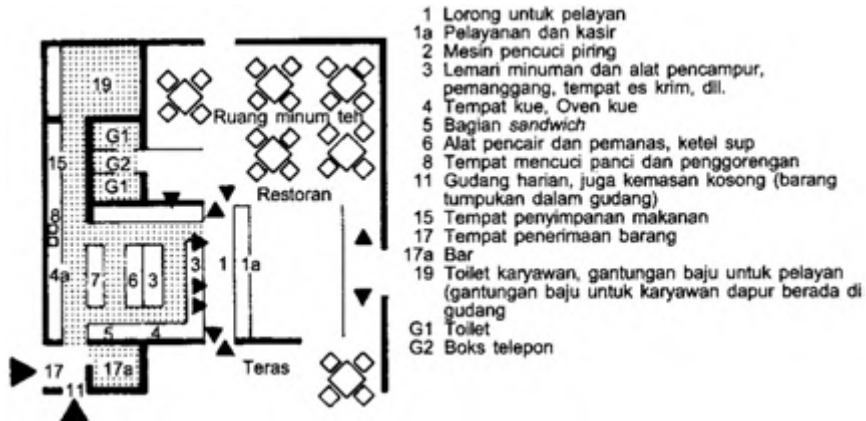 19
G1
G2
G1
15
8
4a
7
6
3
3
1
1a
5
4
17
17a
11
Ruang minum teh
Restoran
Teras
1 Lorong untuk pelayan
1a Pelayanan dan kasir
2 Mesin pencuci piring
3 Lemari minuman dan alat pencampur,
pemanggang, tempat es krim, dll.
4 Tempat kue, Oven kue
5 Bagian sandwich
6 Alat pencair dan pemanas, ketel sup
8 Tempat mencuci panci dan penggorengan
11 Gudang harian, juga kemasan kosong (barang
tumpukan dalam gudang)
15 Tempat penyimpanan makanan
17 Tempat penerimaan barang
17a Bar
19 Toilet karyawan, gantungan baju untuk pelayan
(gantungan baju untuk karyawan dapur berada di
gudang
G1 Toilet
G2 Boks telepon